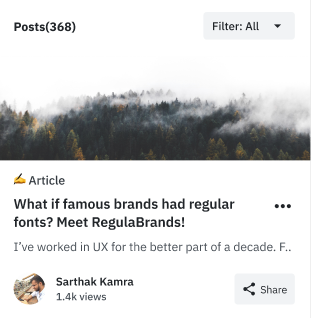 Posts(368)
Filter: All
✍️ Article
What if famous brands had regular
fonts? Meet RegulaBrands!
I've worked in UX for the better part of a decade. F..
Sarthak Kamra
1.4k views
Share